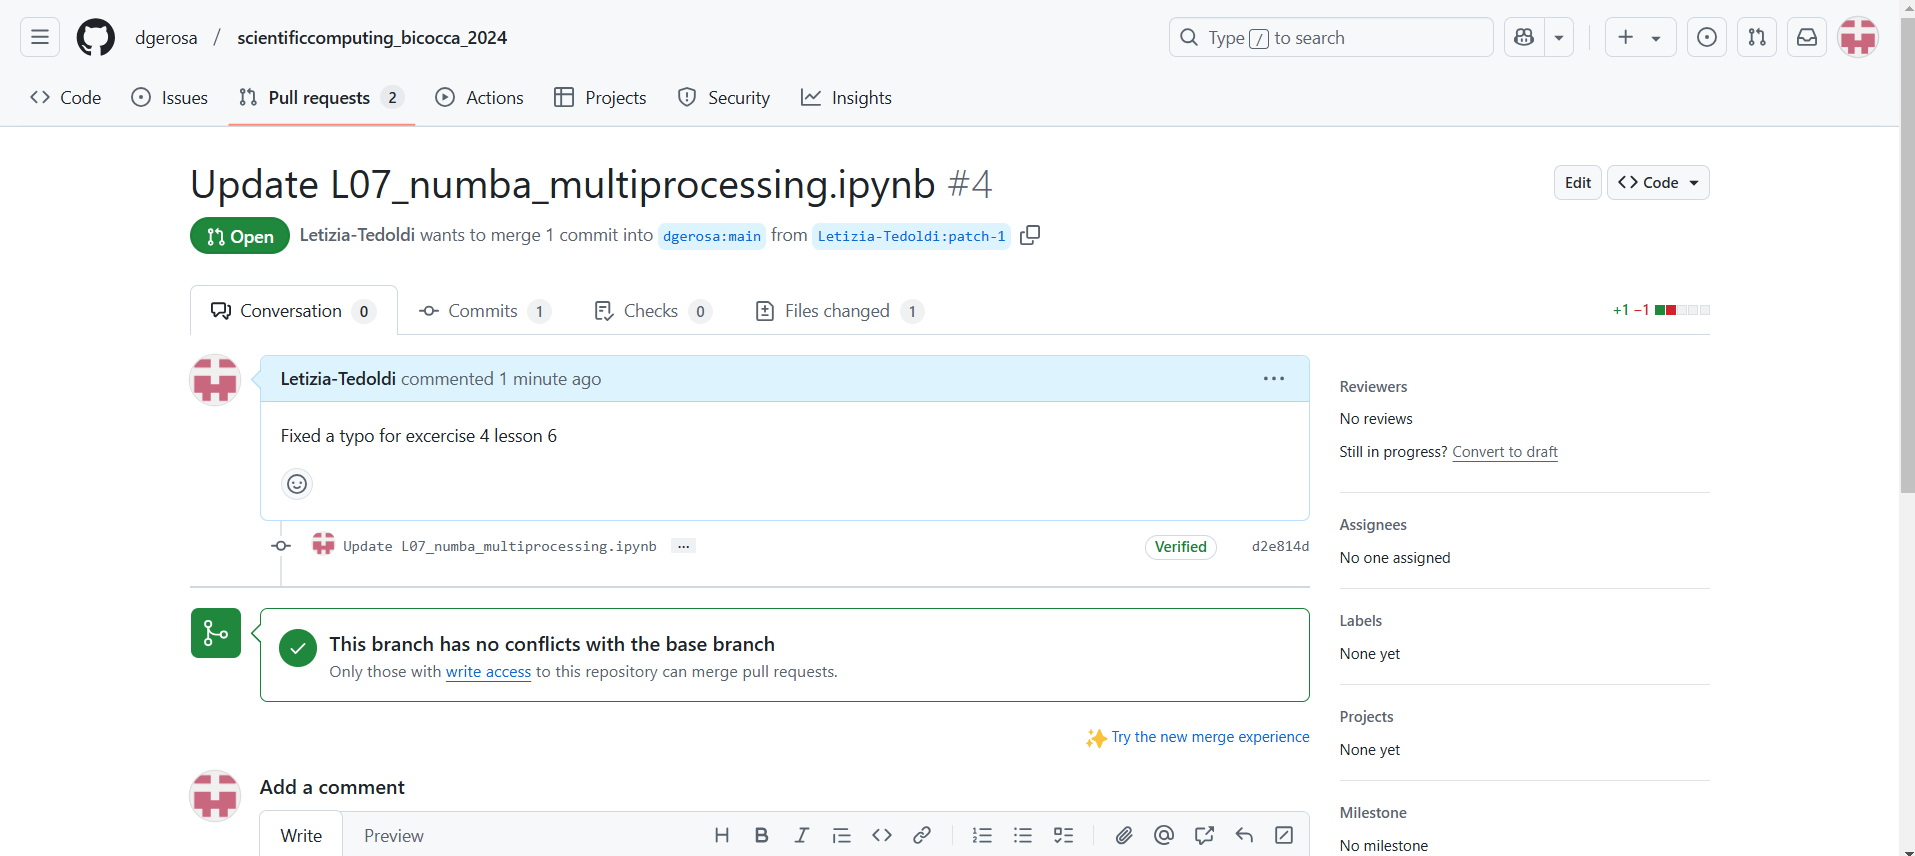 dgerosa / scientificcomputing_bicocca_2024
Type / to search
Code Issues Pull requests 2 Actions Projects Security Insights
Update L07_numba_multiprocessing.ipynb #4
Edit <> Code
Open Letizia-Tedoldi wants to merge 1 commit into dgerosa:main from Letizia-Tedoldi:patch-1
Conversation 0 Commits 1 Checks 0 Files changed 1
+1 −1
Letizia-Tedoldi commented 1 minute ago
Fixed a typo for excercise 4 lesson 6
Update L07_numba_multiprocessing.ipynb ... Verified d2e814d
This branch has no conflicts with the base branch
Only those with write access to this repository can merge pull requests.
Try the new merge experience
Add a comment
Write Preview
Reviewers
No reviews
Still in progress? Convert to draft
Assignees
No one assigned
Labels
None yet
Projects
None yet
Milestone
No milestone